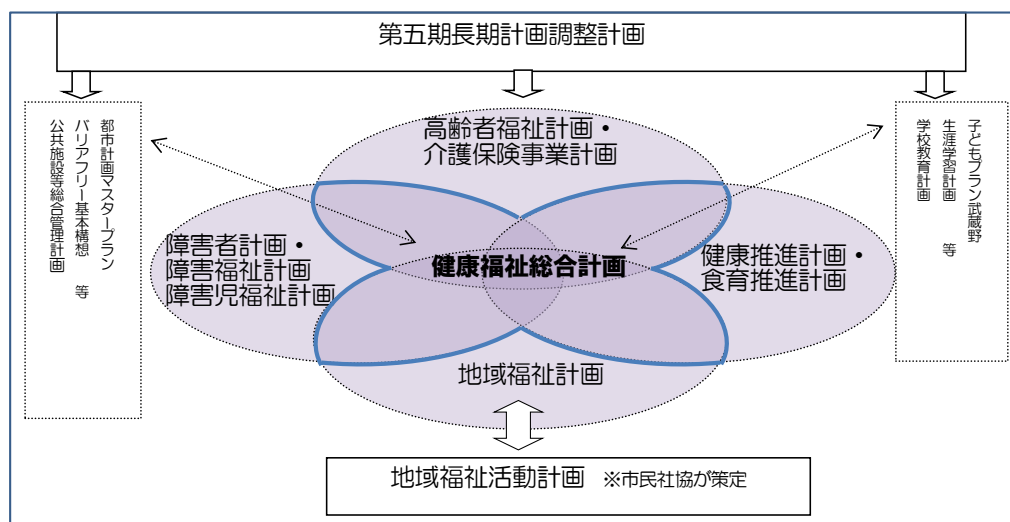 第五期長期計画調整計画
都市計画マスタープラン
バリアフリー基本構想　等
公共施設等総合管理計画
高齢者福祉計画・
介護保険事業計画
子どもプラン武蔵野
生涯学習計画　等
学校教育計画
障害者計画・
障害福祉計画
障害児福祉計画
健康福祉総合計画
健康推進計画・
食育推進計画
地域福祉計画
地域福祉活動計画　※市民社協が策定